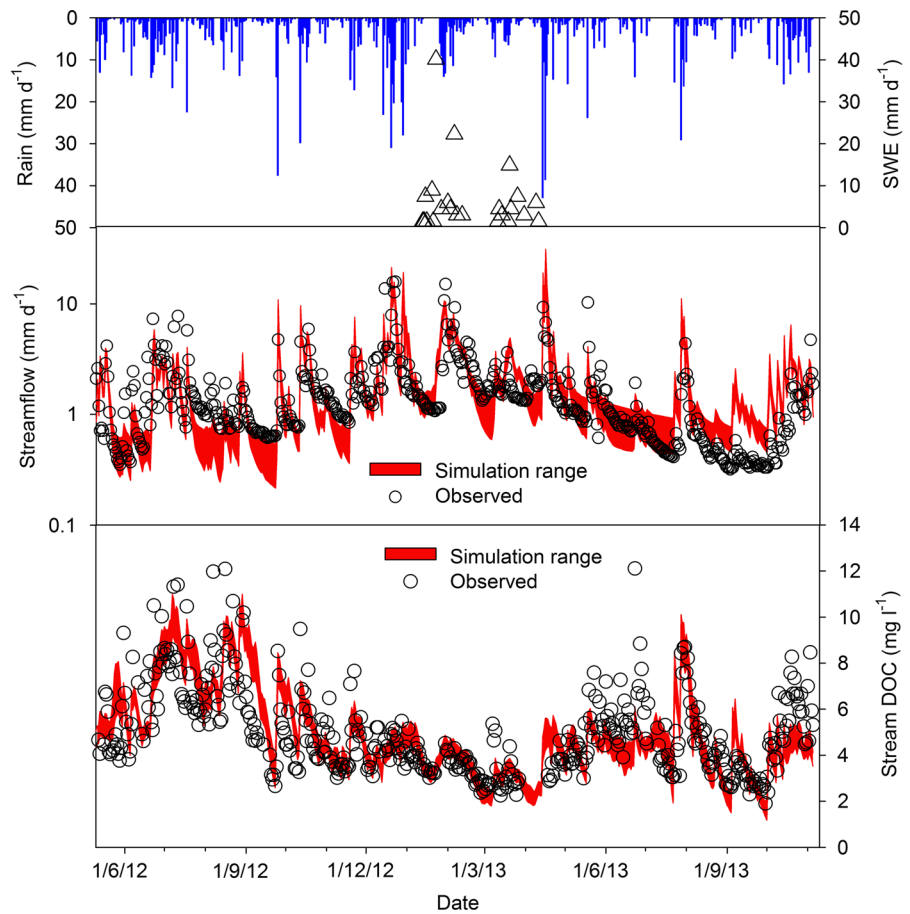 0
10
20
30
40
50
Rain (mm d⁻¹)
50
40
30
20
10
0
SWE (mm d⁻¹)
10
1
0.1
Streamflow (mm d⁻¹)
Simulation range
Observed
Simulation range
Observed
14
12
10
8
6
4
2
0
Stream DOC (mg l⁻¹)
1/6/12 1/9/12 1/12/12 1/3/13 1/6/13 1/9/13
Date